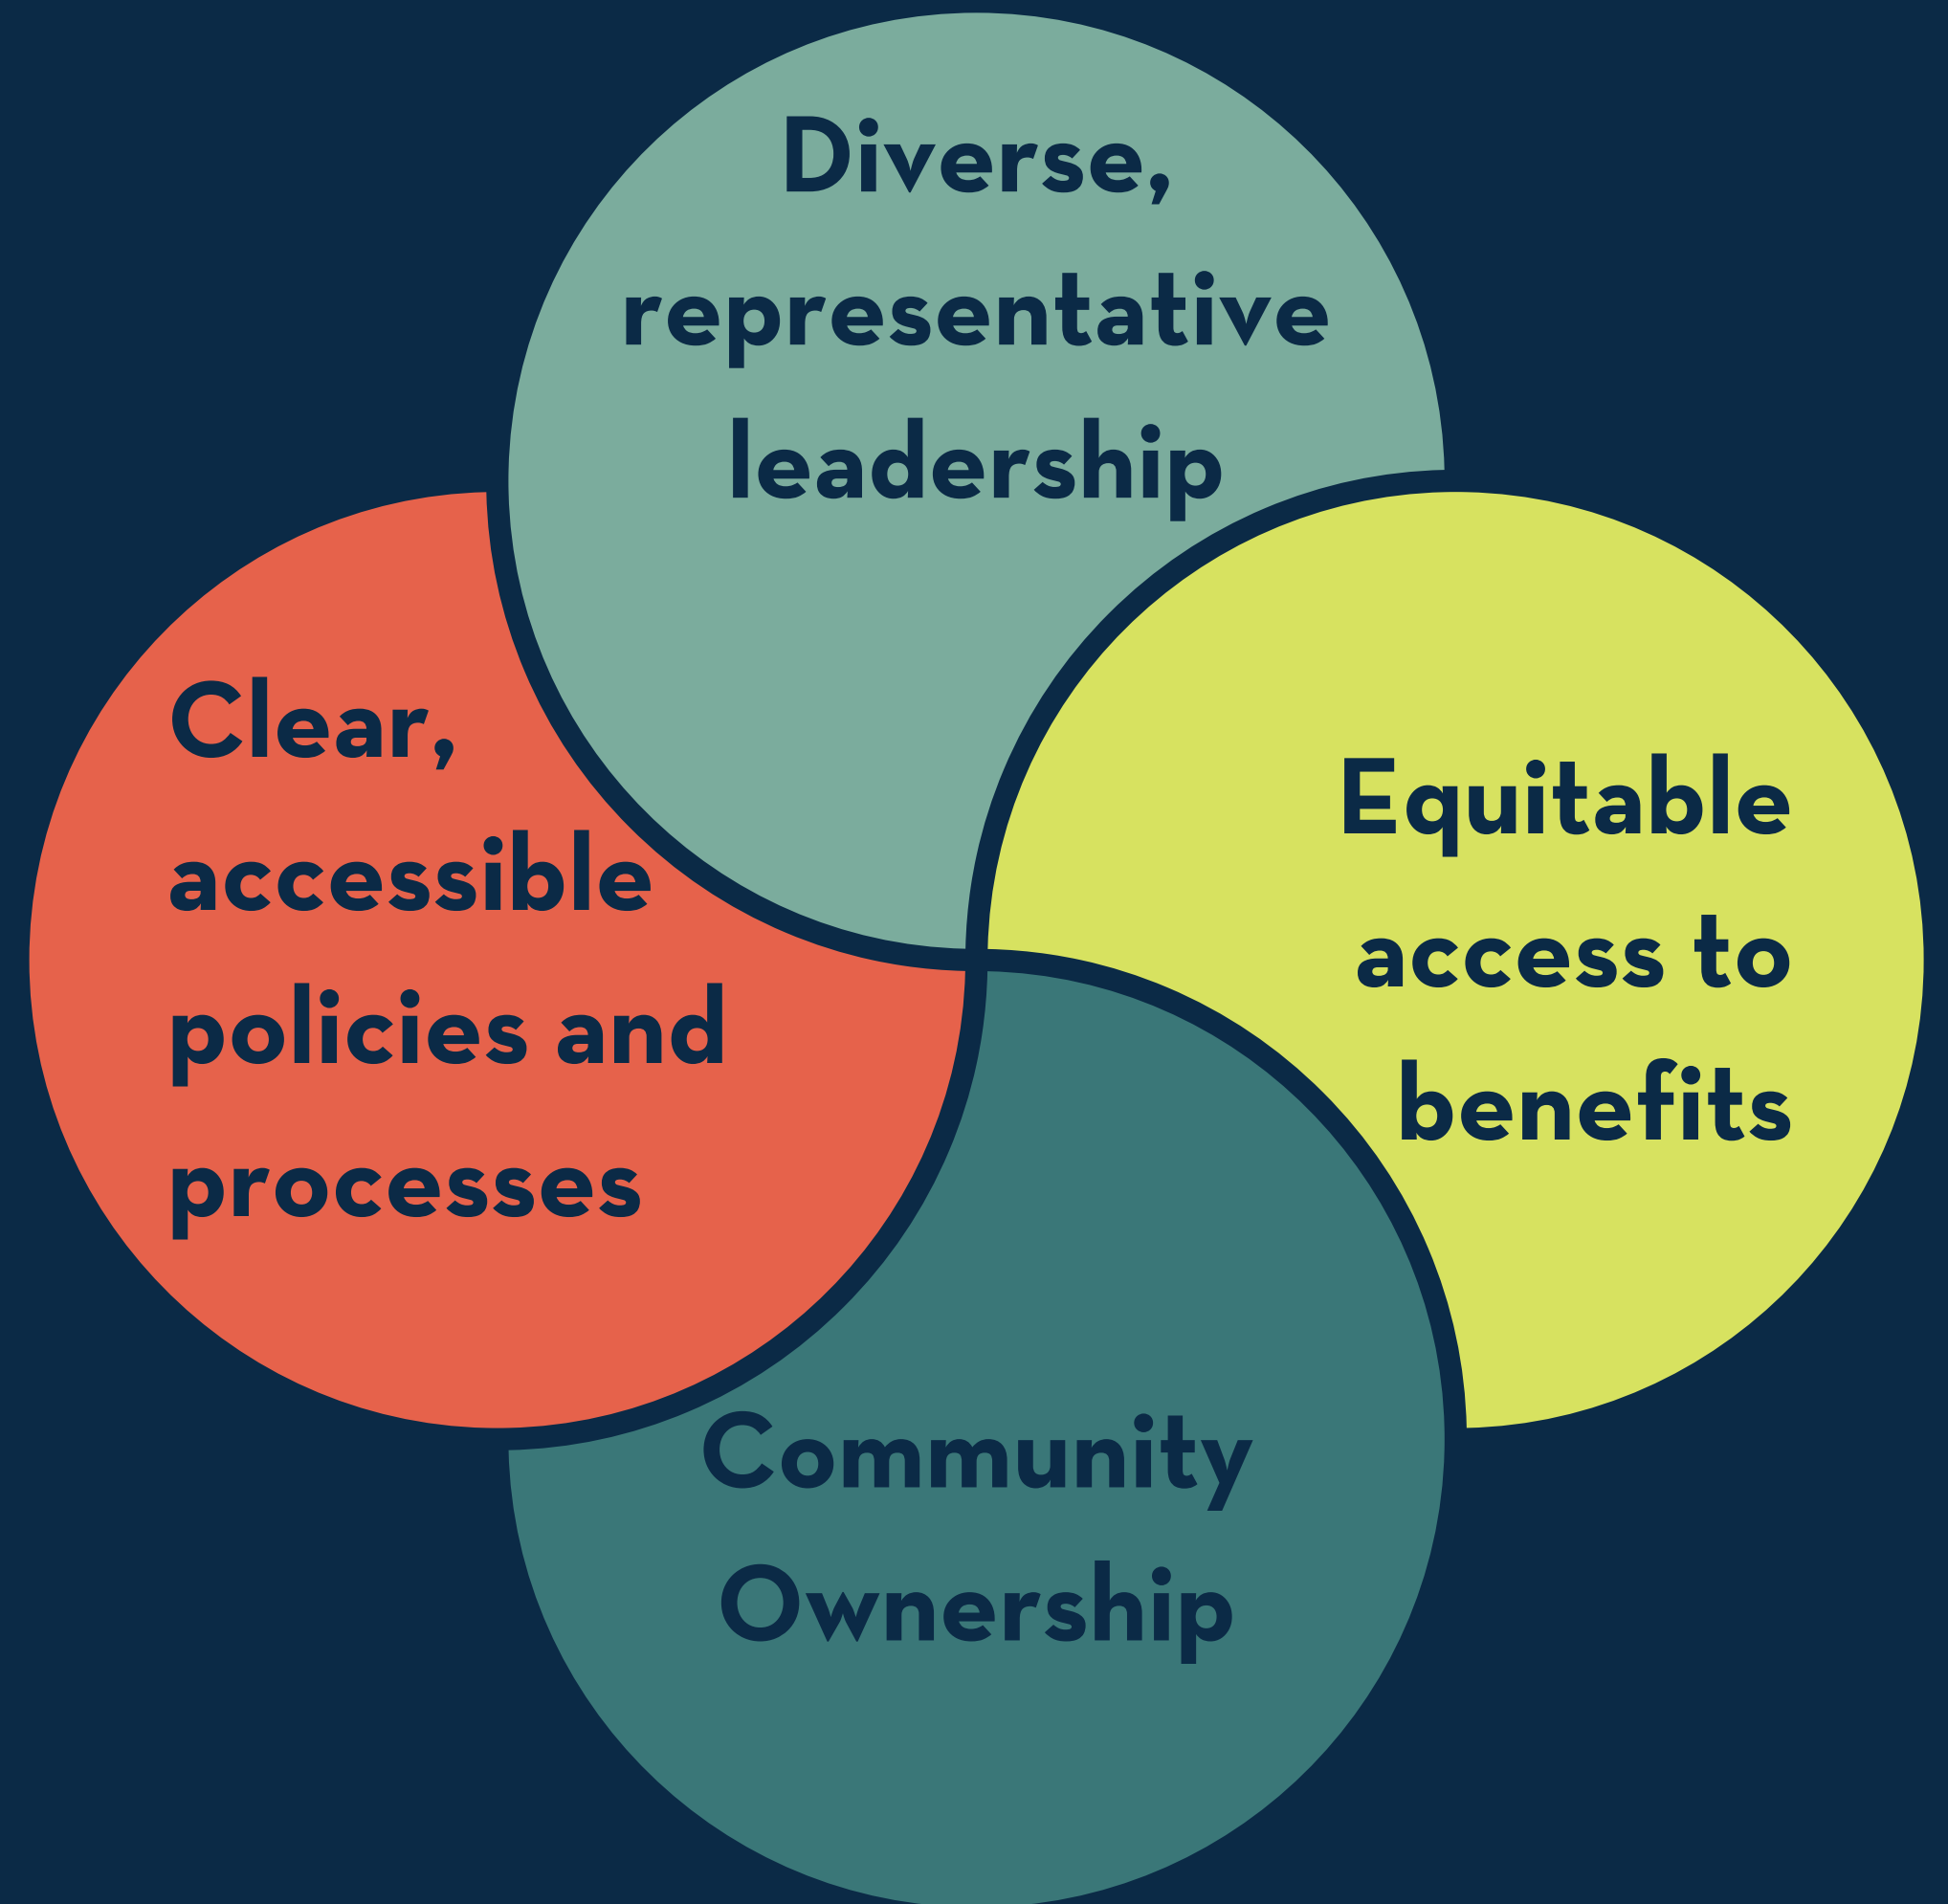 Diverse,
representative
leadership
Clear,
accessible
policies and
processes
Equitable
access to
benefits
Community
Ownership